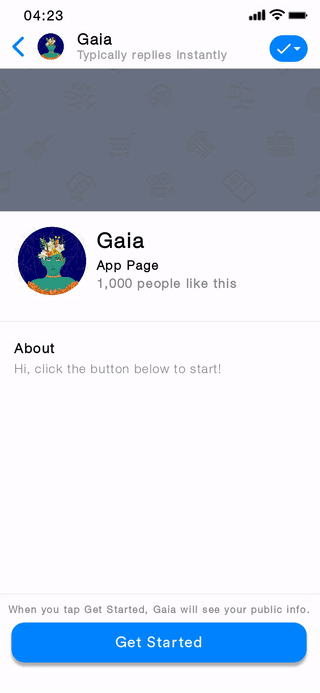 04:23
Gaia
Typically replies instantly
Gaia
App Page
1,000 people like this
About
Hi, click the button below to start!
When you tap Get Started, Gaia will see your public info.
Get Started